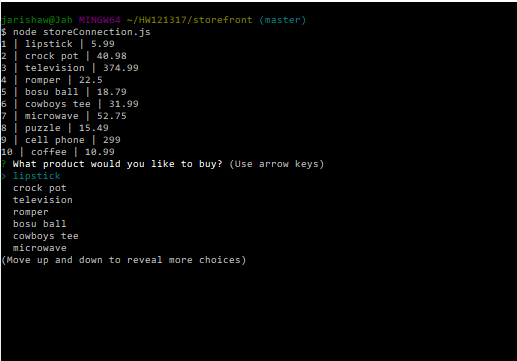 jarishaw@Jah MINGW64 ~/HW121317/storefront (master)
$ node storeConnection.js
1 | lipstick | 5.99
2 | crock pot | 40.98
3 | television | 374.99
4 | romper | 22.5
5 | bosu ball | 18.79
6 | cowboys tee | 31.99
7 | microwave | 52.75
8 | puzzle | 15.49
9 | cell phone | 299
10 | coffee | 10.99
? What product would you like to buy? (Use arrow keys)
> lipstick
crock pot
television
romper
bosu ball
cowboys tee
microwave
(Move up and down to reveal more choices)